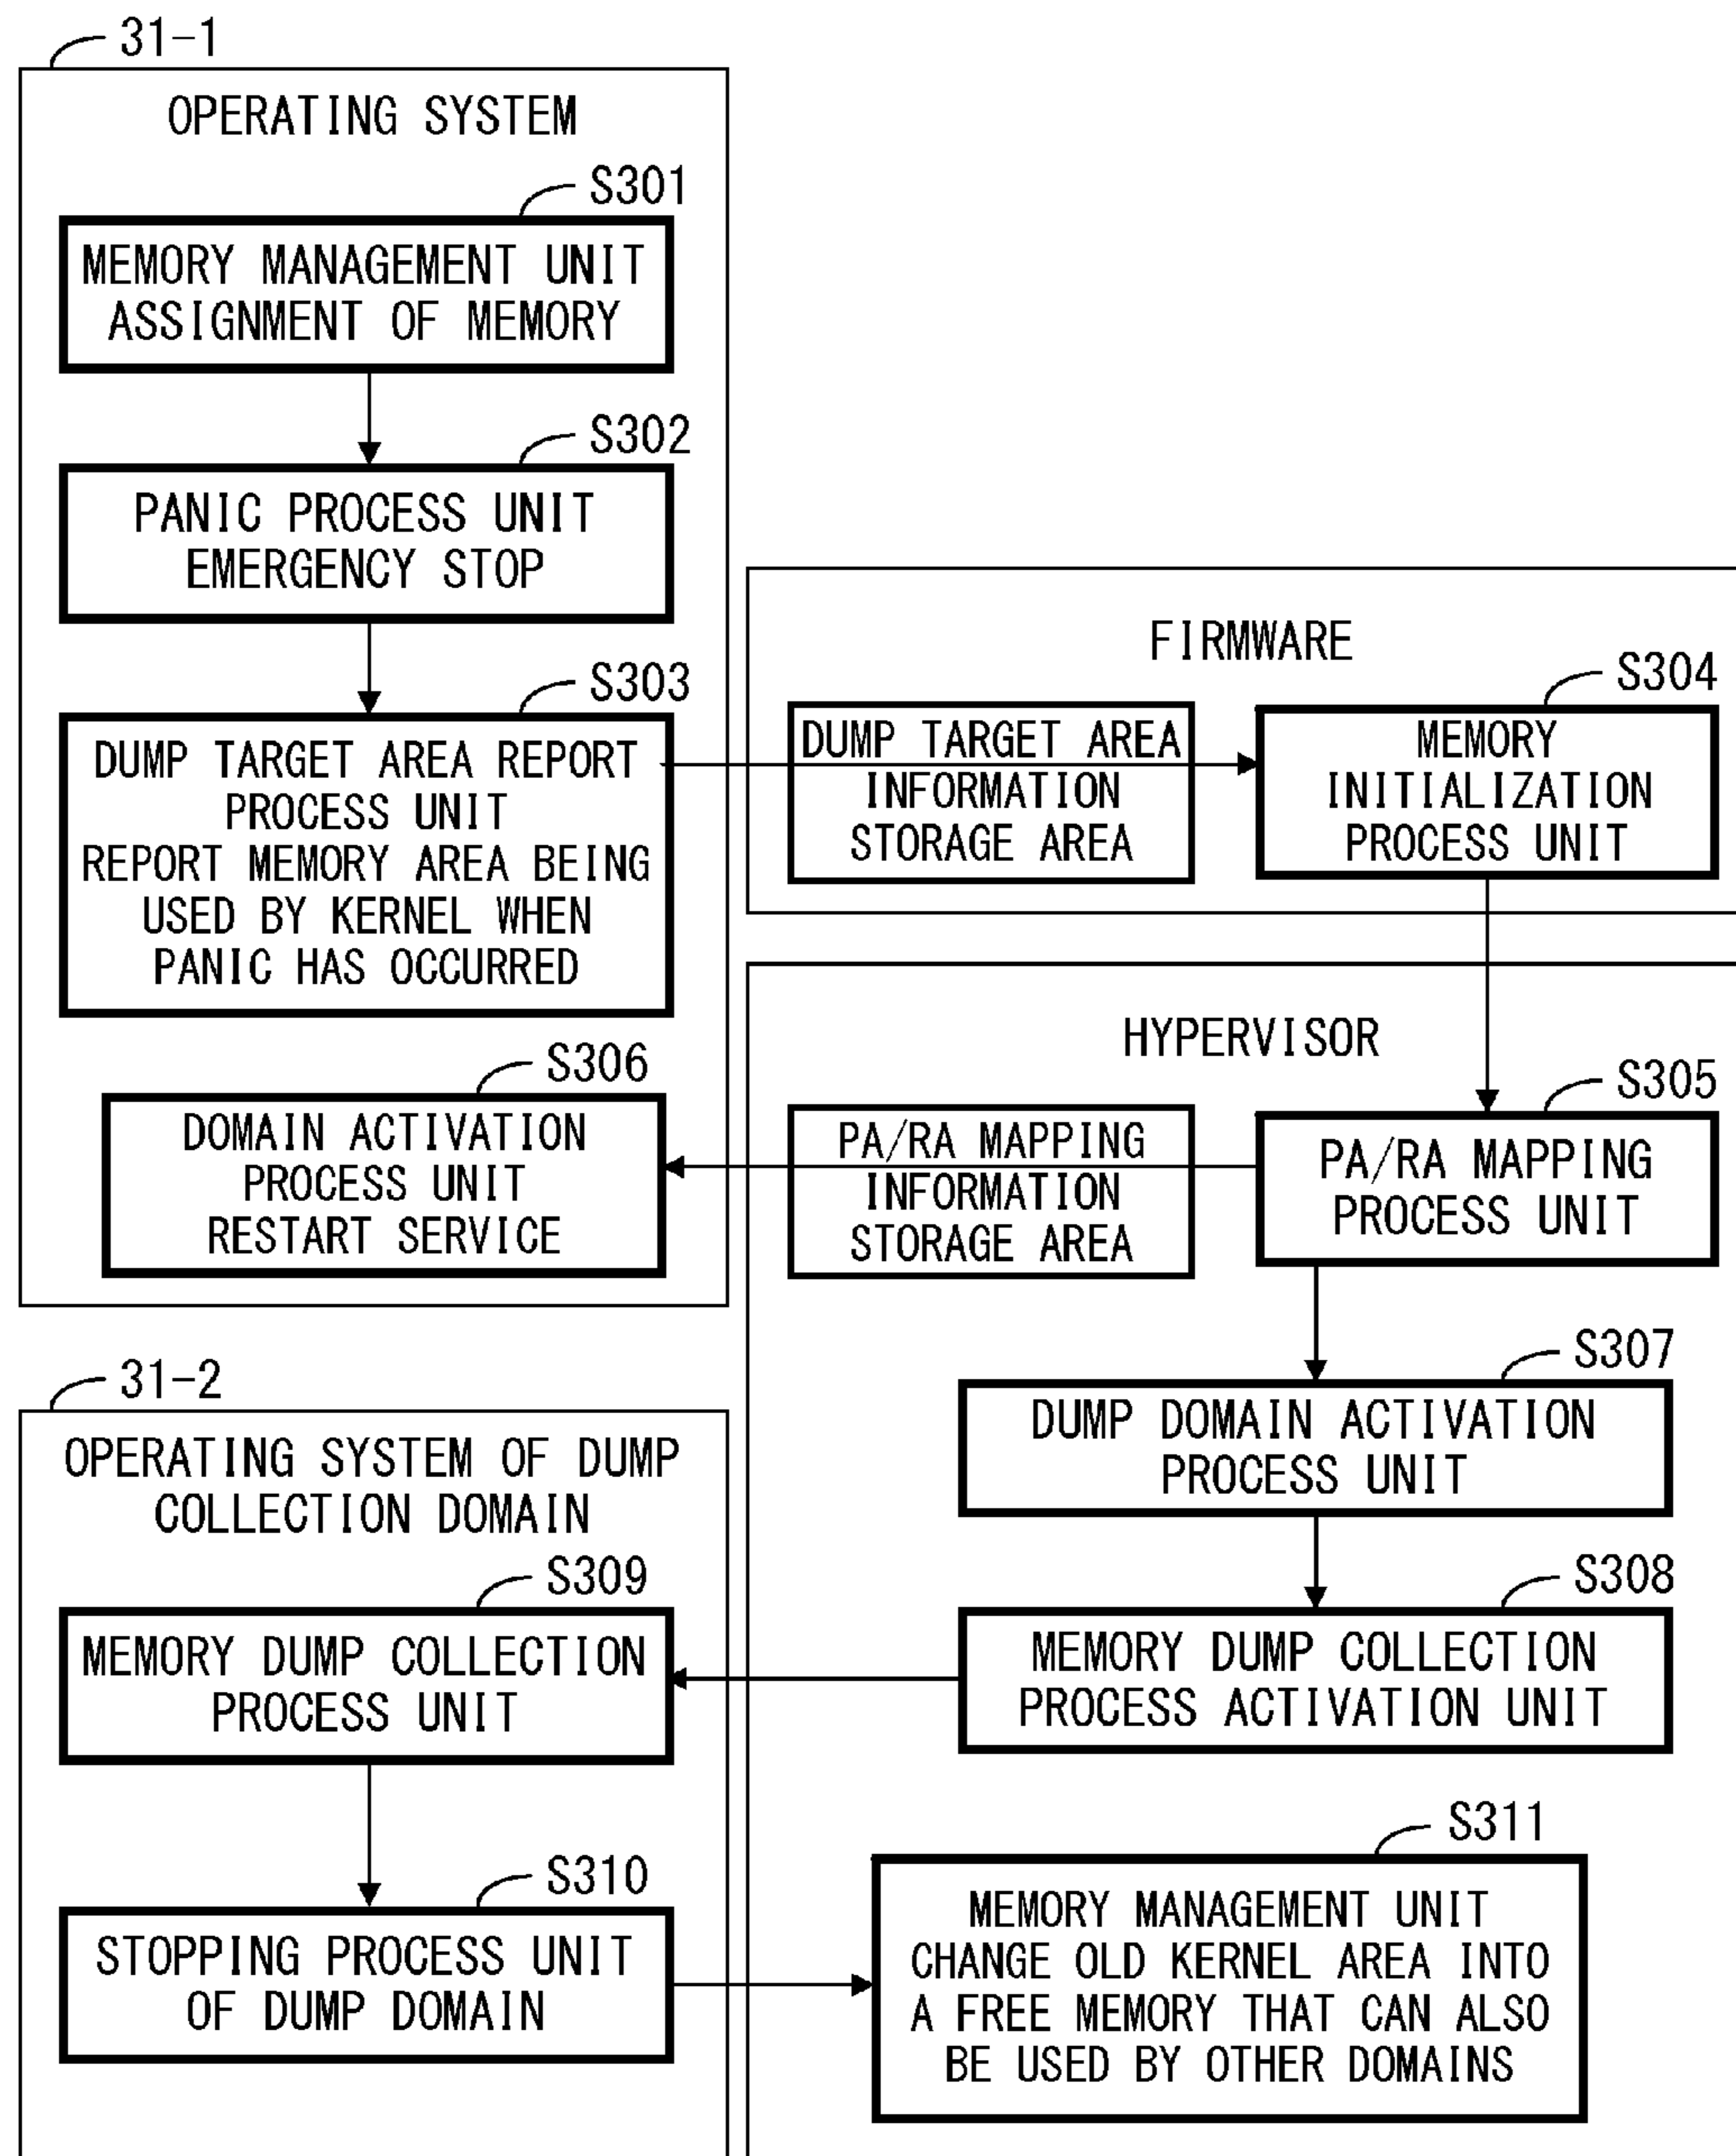 31-1
OPERATING SYSTEM
S301
MEMORY MANAGEMENT UNIT
ASSIGNMENT OF MEMORY
S302
PANIC PROCESS UNIT
EMERGENCY STOP
S303
DUMP TARGET AREA REPORT
PROCESS UNIT
REPORT MEMORY AREA BEING
USED BY KERNEL WHEN
PANIC HAS OCCURRED
FIRMWARE
DUMP TARGET AREA
INFORMATION
STORAGE AREA
S304
MEMORY
INITIALIZATION
PROCESS UNIT
HYPERVISOR
S305
PA/RA MAPPING
PROCESS UNIT
PA/RA MAPPING
INFORMATION
STORAGE AREA
S306
DOMAIN ACTIVATION
PROCESS UNIT
RESTART SERVICE
S307
DUMP DOMAIN ACTIVATION
PROCESS UNIT
S308
MEMORY DUMP COLLECTION
PROCESS ACTIVATION UNIT
31-2
OPERATING SYSTEM OF DUMP
COLLECTION DOMAIN
S309
MEMORY DUMP COLLECTION
PROCESS UNIT
S310
STOPPING PROCESS UNIT
OF DUMP DOMAIN
S311
MEMORY MANAGEMENT UNIT
CHANGE OLD KERNEL AREA INTO
A FREE MEMORY THAT CAN ALSO
BE USED BY OTHER DOMAINS